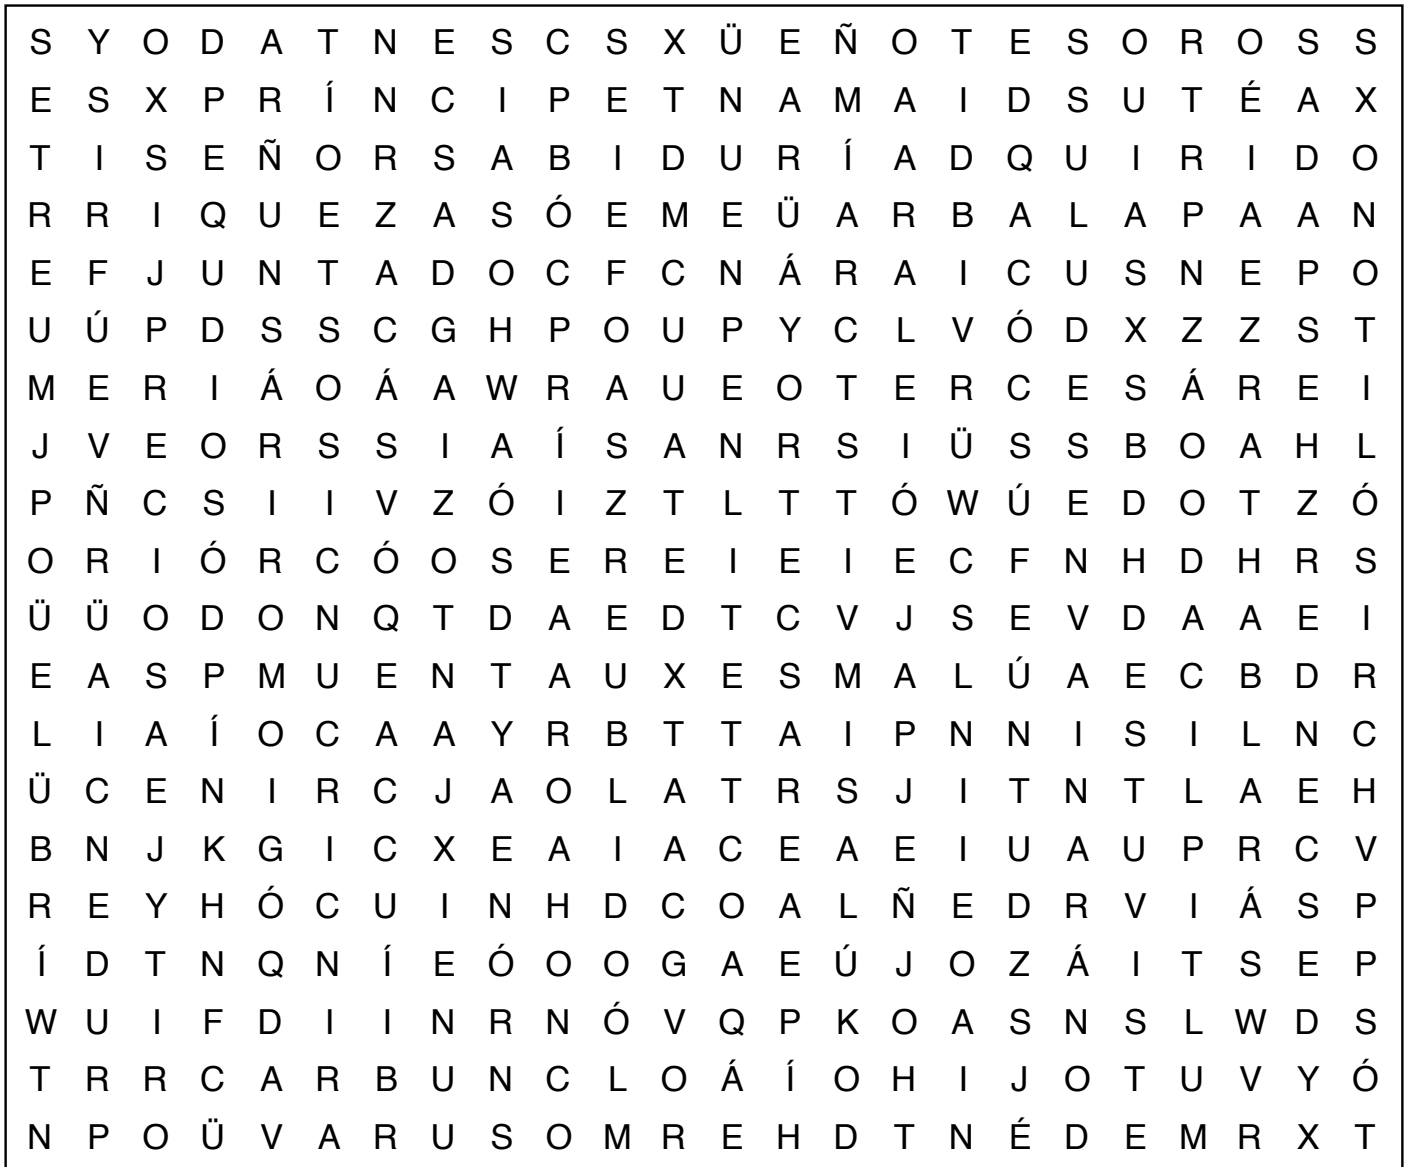 S Y O D A T N E S C S X Ü E Ñ O T E S O R O S S
E S X P R Í N C I P E T N A M A I D S U T É A X
T I S E Ñ O R S A B I D U R Í A D Q U I R I D O
R R I Q U E Z A S Ó E M E Ü A R B A L A P A A N
E F J U N T A D O C F C N Á R A I C U S N E P O
U Ú P D S S C G H P O U P Y C L V Ó D X Z Z S T
M E R I Á O Á A W R A U E O T E R C E S Á R E I
J V E O R S S I A Í S A N R S I Ü S S B O A H L
P Ñ C S I I V Z Ó I Z T L T T Ó W Ú E D O T Z Ó
O R I Ó R C Ó O S E R E I E I E C F N H D H R S
Ü Ü O D O N Q T D A E D T C V J S E V D A A E I
E A S P M U E N T A U X E S M A L Ú A E C B D R
L I A Í O C A A Y R B T T A I P N N I S I L N C
Ü C E N I R C J A O L A T R S J I T N T L A E H
B N J K G I C X E A I A C E A E I U A U P R C V
R E Y H Ó C U I N H D C O A L Ñ E D R V I Á S P
Í D T N Q N Í E Ó O O G A E Ú J O Z Á I T S E P
W U I F D I I N R N Ó V Q P K O A S N S L W D S
T R R C A R B U N C L O Á Í O H I J O T U V Y Ó
N P O Ü V A R U S O M R E H D T N É D E M R X T